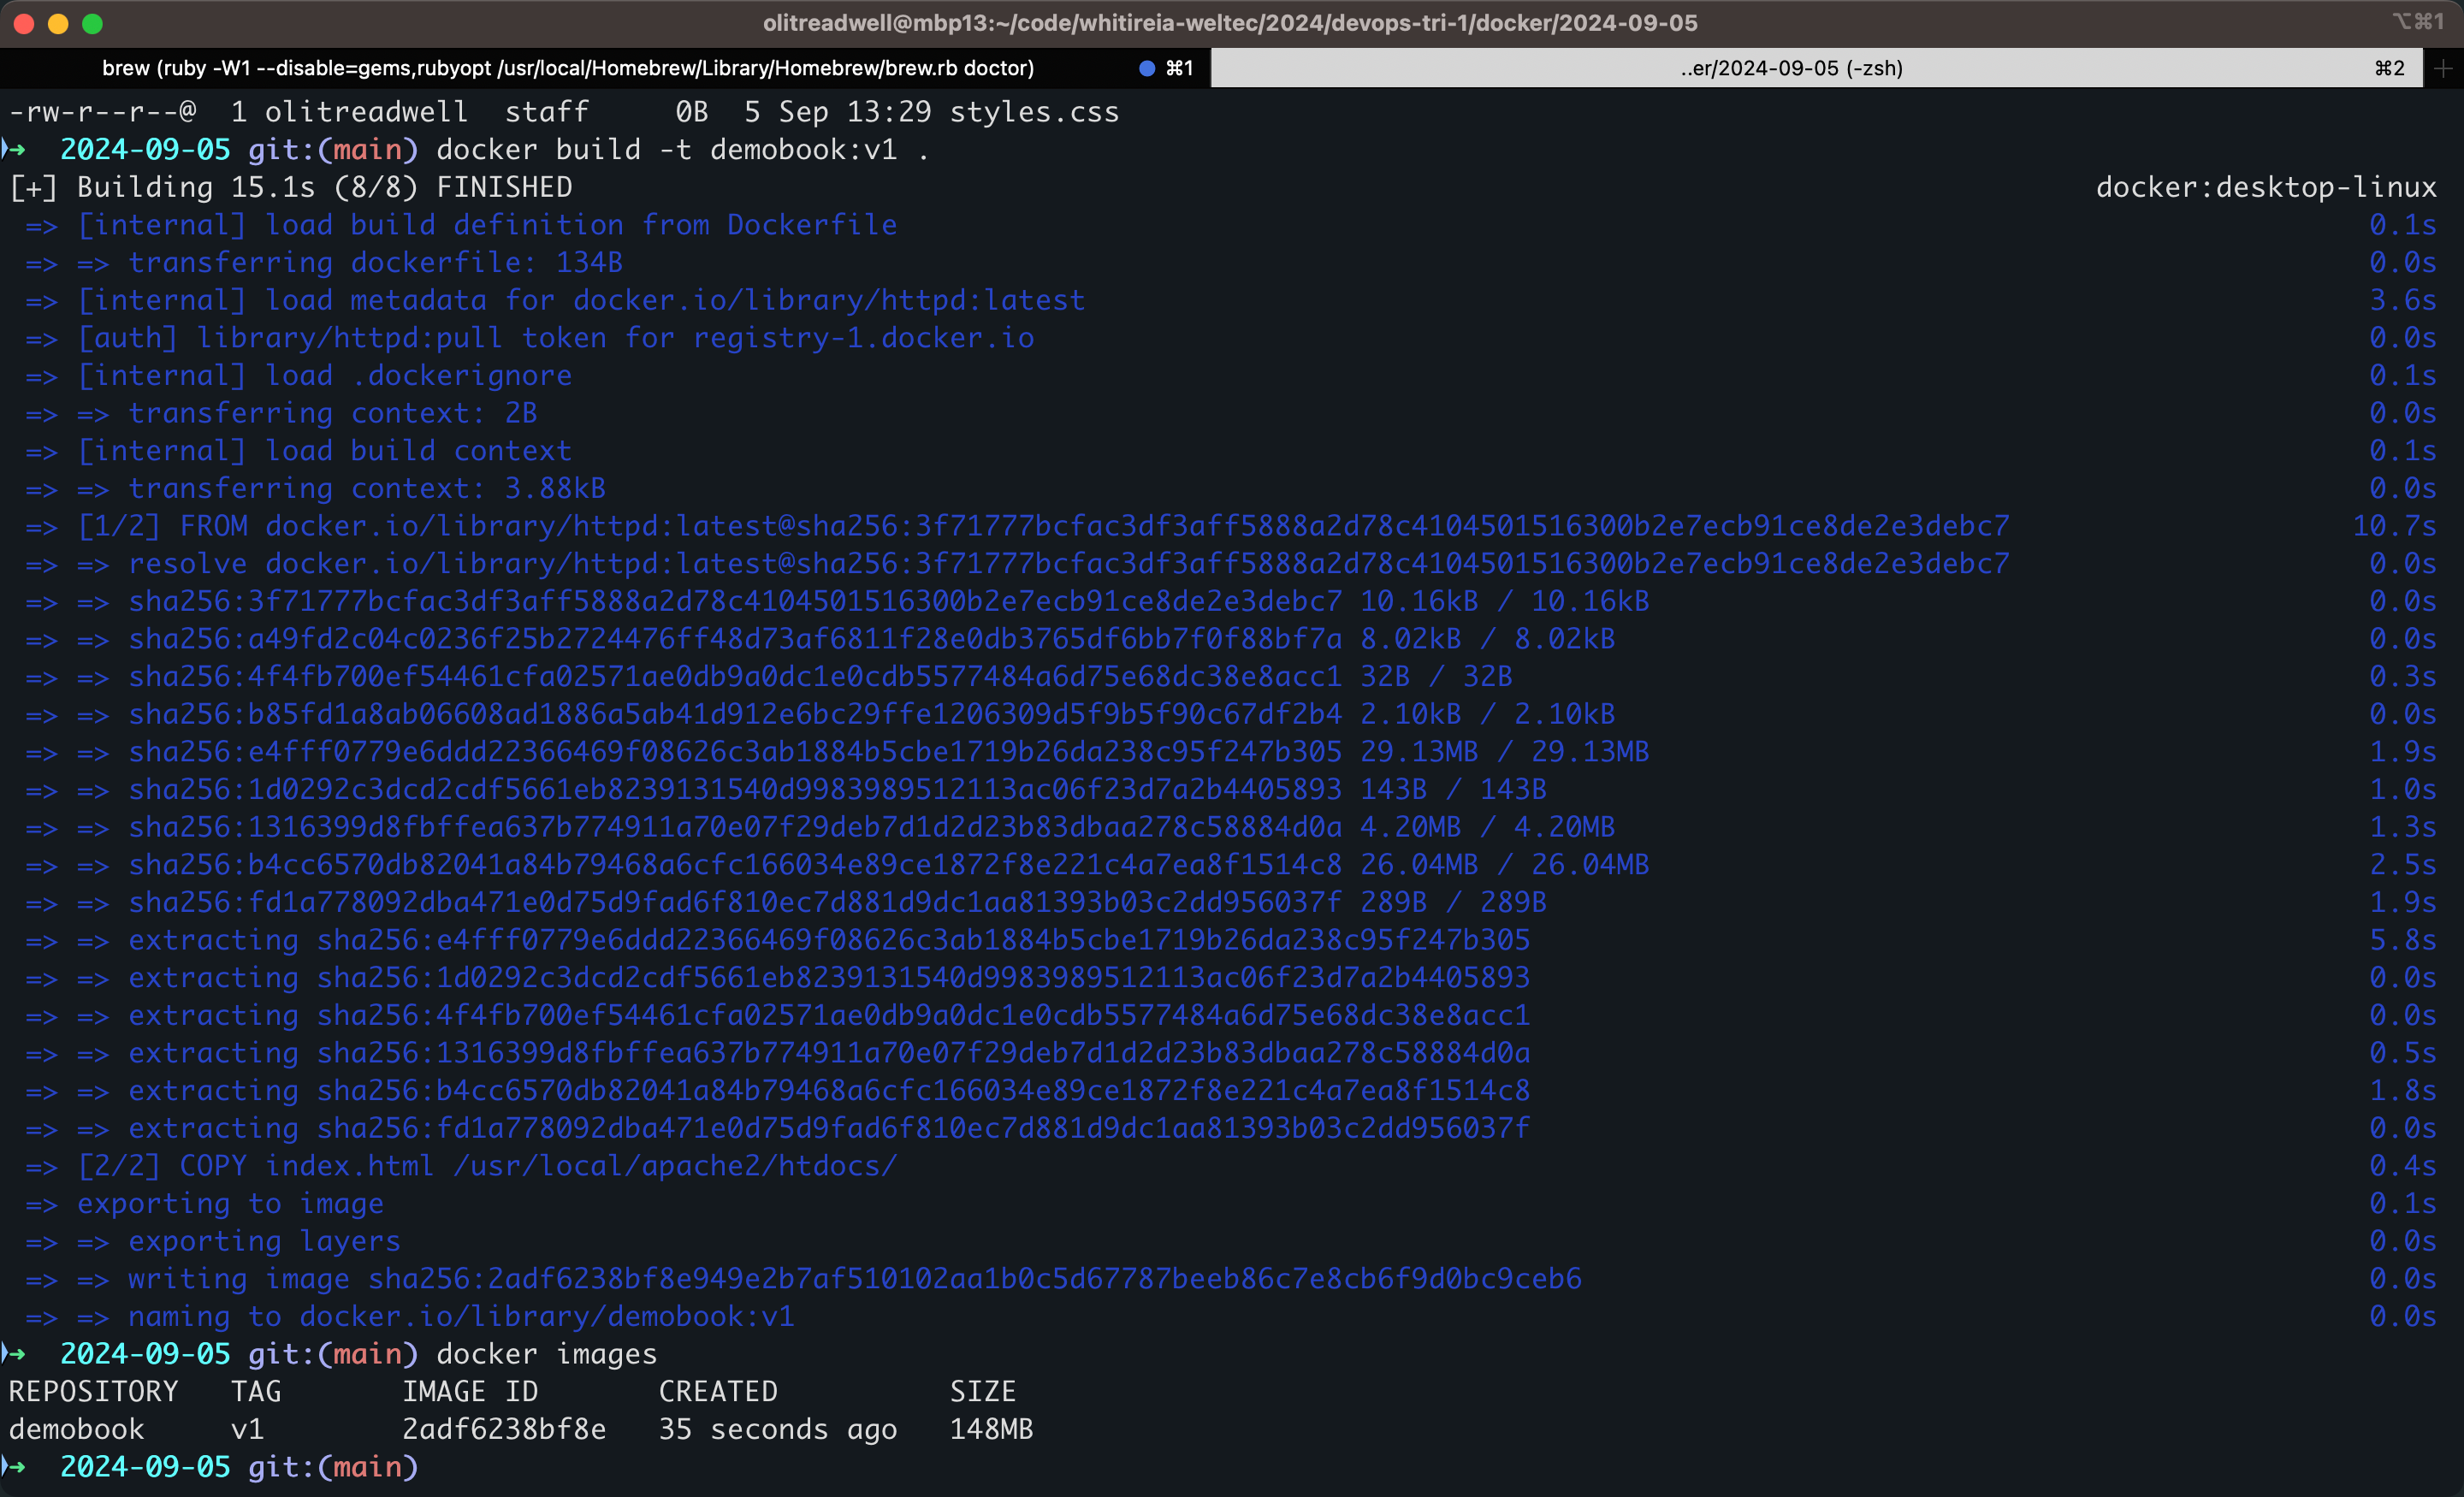 olitreadwell@mbp13:~/code/whitireia-weltec/2024/devops-tri-1/docker/2024-09-05 ⌥⌘1
brew (ruby -W1 --disable=gems,rubyopt /usr/local/Homebrew/Library/Homebrew/brew.rb doctor) ⌘1 ..er/2024-09-05 (-zsh) ⌘2 +
-rw-r--r--@  1 olitreadwell  staff     0B  5 Sep 13:29 styles.css
➜  2024-09-05 git:(main) docker build -t demobook:v1 .
[+] Building 15.1s (8/8) FINISHED docker:desktop-linux
=> [internal] load build definition from Dockerfile 0.1s
=> => transferring dockerfile: 134B 0.0s
=> [internal] load metadata for docker.io/library/httpd:latest 3.6s
=> [auth] library/httpd:pull token for registry-1.docker.io 0.0s
=> [internal] load .dockerignore 0.1s
=> => transferring context: 2B 0.0s
=> [internal] load build context 0.1s
=> => transferring context: 3.88kB 0.0s
=> [1/2] FROM docker.io/library/httpd:latest@sha256:3f71777bcfac3df3aff5888a2d78c4104501516300b2e7ecb91ce8de2e3debc7 10.7s
=> => resolve docker.io/library/httpd:latest@sha256:3f71777bcfac3df3aff5888a2d78c4104501516300b2e7ecb91ce8de2e3debc7 0.0s
=> => sha256:3f71777bcfac3df3aff5888a2d78c4104501516300b2e7ecb91ce8de2e3debc7 10.16kB / 10.16kB 0.0s
=> => sha256:a49fd2c04c0236f25b2724476ff48d73af6811f28e0db3765df6bb7f0f88bf7a 8.02kB / 8.02kB 0.0s
=> => sha256:4f4fb700ef54461cfa02571ae0db9a0dc1e0cdb5577484a6d75e68dc38e8acc1 32B / 32B 0.3s
=> => sha256:b85fd1a8ab06608ad1886a5ab41d912e6bc29ffe1206309d5f9b5f90c67df2b4 2.10kB / 2.10kB 0.0s
=> => sha256:e4fff0779e6ddd22366469f08626c3ab1884b5cbe1719b26da238c95f247b305 29.13MB / 29.13MB 1.9s
=> => sha256:1d0292c3dcd2cdf5661eb8239131540d9983989512113ac06f23d7a2b4405893 143B / 143B 1.0s
=> => sha256:1316399d8fbffea637b774911a70e07f29deb7d1d2d23b83dbaa278c58884d0a 4.20MB / 4.20MB 1.3s
=> => sha256:b4cc6570db82041a84b79468a6cfc166034e89ce1872f8e221c4a7ea8f1514c8 26.04MB / 26.04MB 2.5s
=> => sha256:fd1a778092dba471e0d75d9fad6f810ec7d881d9dc1aa81393b03c2dd956037f 289B / 289B 1.9s
=> => extracting sha256:e4fff0779e6ddd22366469f08626c3ab1884b5cbe1719b26da238c95f247b305 5.8s
=> => extracting sha256:1d0292c3dcd2cdf5661eb8239131540d9983989512113ac06f23d7a2b4405893 0.0s
=> => extracting sha256:4f4fb700ef54461cfa02571ae0db9a0dc1e0cdb5577484a6d75e68dc38e8acc1 0.0s
=> => extracting sha256:1316399d8fbffea637b774911a70e07f29deb7d1d2d23b83dbaa278c58884d0a 0.5s
=> => extracting sha256:b4cc6570db82041a84b79468a6cfc166034e89ce1872f8e221c4a7ea8f1514c8 1.8s
=> => extracting sha256:fd1a778092dba471e0d75d9fad6f810ec7d881d9dc1aa81393b03c2dd956037f 0.0s
=> [2/2] COPY index.html /usr/local/apache2/htdocs/ 0.4s
=> exporting to image 0.1s
=> => exporting layers 0.0s
=> => writing image sha256:2adf6238bf8e949e2b7af510102aa1b0c5d67787beeb86c7e8cb6f9d0bc9ceb6 0.0s
=> => naming to docker.io/library/demobook:v1 0.0s
➜  2024-09-05 git:(main) docker images
REPOSITORY   TAG       IMAGE ID       CREATED          SIZE
demobook     v1        2adf6238bf8e   35 seconds ago   148MB
➜  2024-09-05 git:(main)